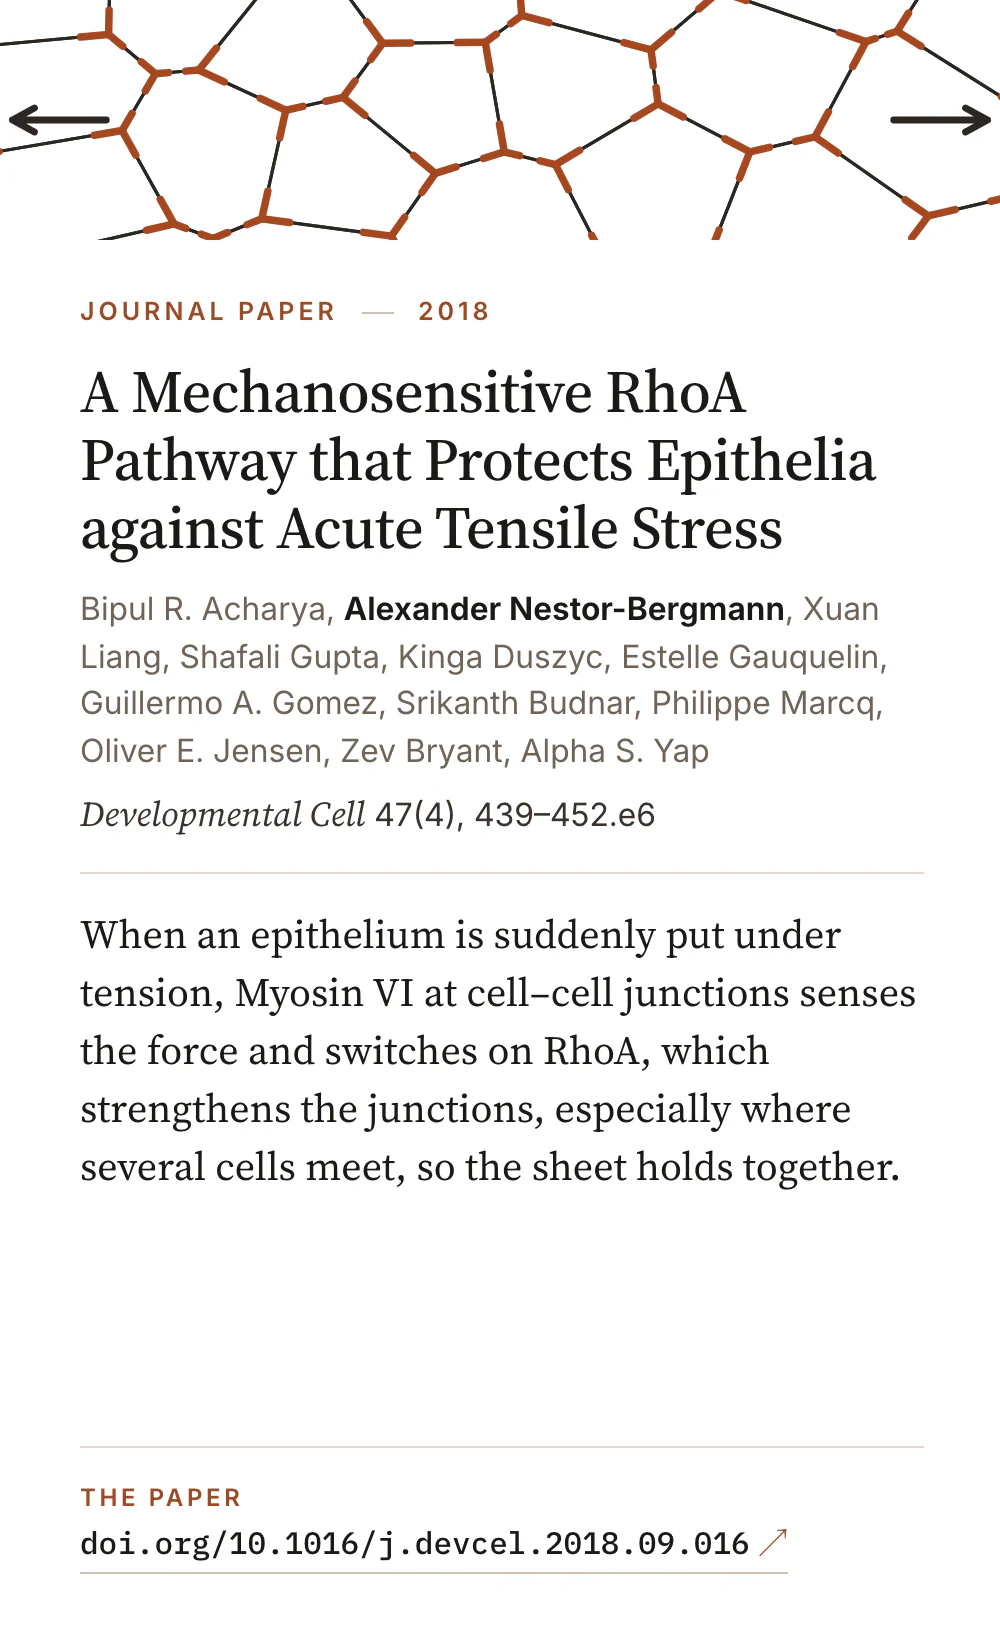 JOURNAL PAPER — 2018
A Mechanosensitive RhoA
Pathway that Protects Epithelia
against Acute Tensile Stress
Bipul R. Acharya, Alexander Nestor-Bergmann, Xuan
Liang, Shafali Gupta, Kinga Duszyc, Estelle Gauquelin,
Guillermo A. Gomez, Srikanth Budnar, Philippe Marcq,
Oliver E. Jensen, Zev Bryant, Alpha S. Yap
Developmental Cell 47(4), 439–452.e6
When an epithelium is suddenly put under
tension, Myosin VI at cell–cell junctions senses
the force and switches on RhoA, which
strengthens the junctions, especially where
several cells meet, so the sheet holds together.
THE PAPER
doi.org/10.1016/j.devcel.2018.09.016 ↗